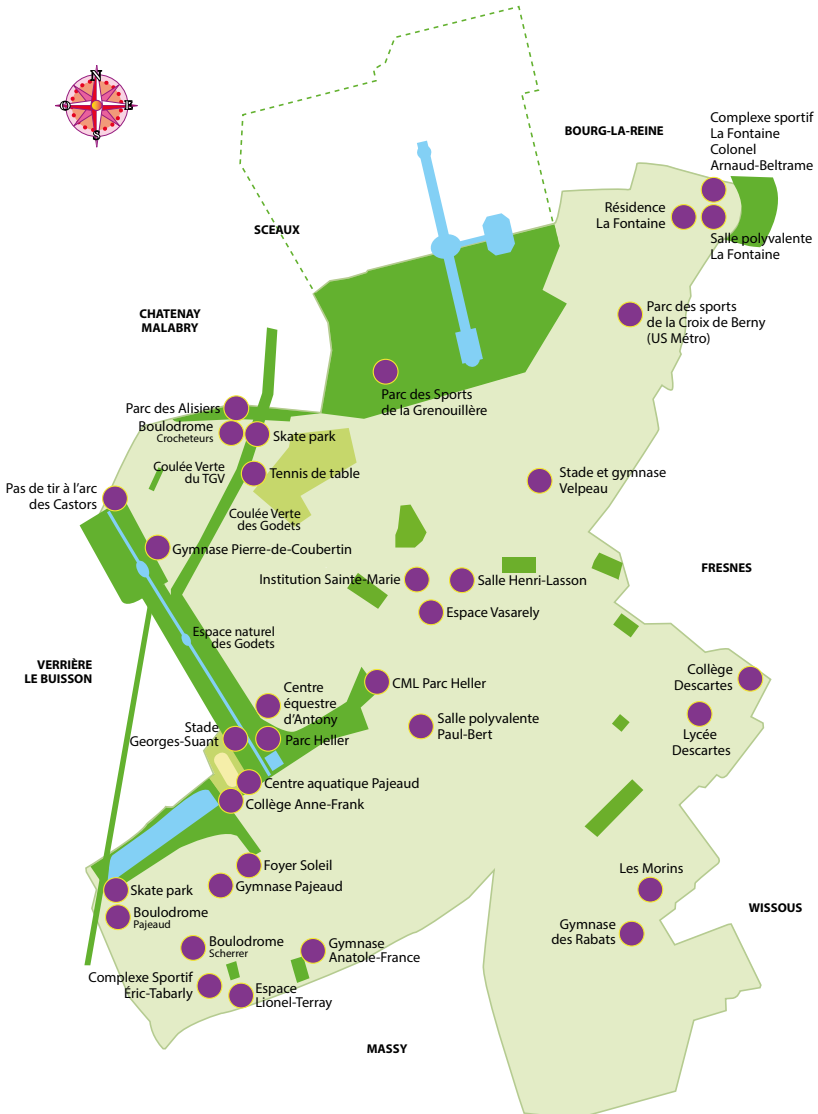 N
O
E
S
BOURG-LA-REINE
Complexe sportif
La Fontaine
Colonel
Arnaud-Beltrame
Résidence
La Fontaine
Salle polyvalente
La Fontaine
SCEAUX
CHATENAY
MALABRY
Parc des sports
de la Croix de Berny
(US Métro)
Parc des Sports
de la Grenouillère
Parc des Alisiers
Boulodrome
Crocheteurs
Skate park
Coulée Verte
du TGV
Tennis de table
Stade et gymnase
Velpeau
Pas de tir à l'arc
des Castors
Coulée Verte
des Godets
Gymnase Pierre-de-Coubertin
Institution Sainte-Marie
Salle Henri-Lasson
FRESNES
Espace Vasarely
Espace naturel
des Godets
VERRIÈRE
LE BUISSON
Centre
équestre
d'Antony
CML Parc Heller
Collège
Descartes
Stade
Georges-Suant
Parc Heller
Salle polyvalente
Paul-Bert
Lycée
Descartes
Centre aquatique Pajeaud
Collège Anne-Frank
Foyer Soleil
Gymnase Pajeaud
Skate park
Boulodrome
Pajeaud
Les Morins
WISSOUS
Gymnase
des Rabats
Boulodrome
Scherrer
Gymnase
Anatole-France
Complexe Sportif
Éric-Tabarly
Espace
Lionel-Terray
MASSY